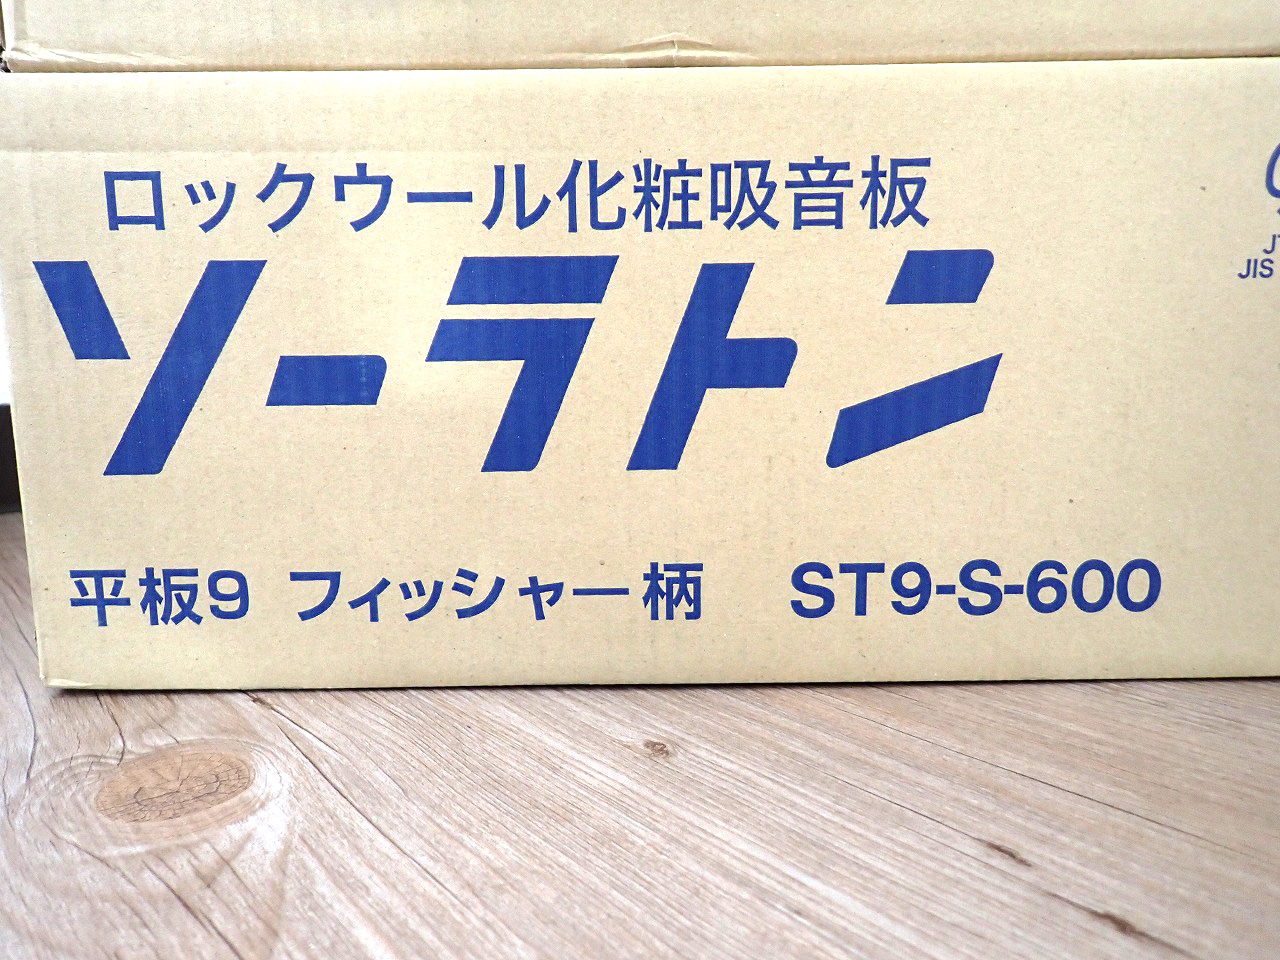 ロックウール化粧吸音板
ソーラトン
平板9 フィッシャー柄 ST9-S-600
JIS